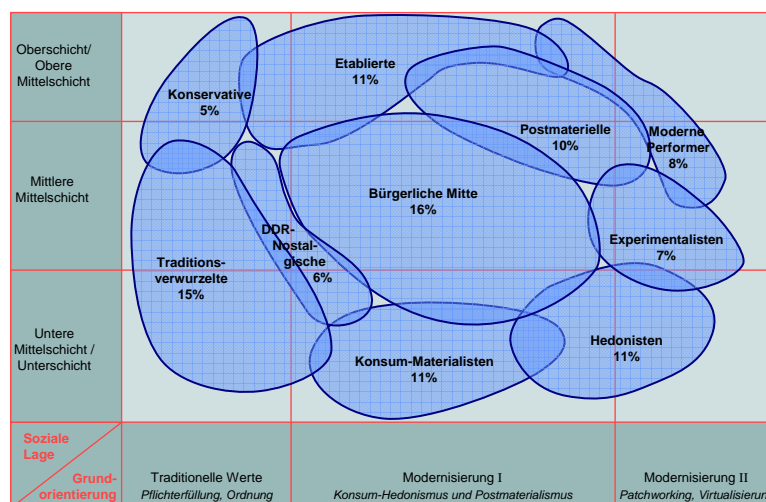 Oberschicht/
Obere
Mittelschicht
Konservative
5%
Etablierte
11%
Postmaterielle
10%
Moderne
Performer
8%
Mittlere
Mittelschicht
Bürgerliche Mitte
16%
DDR-
Nostal-
gische
6%
Traditions-
verwurzelte
15%
Experimentalisten
7%
Untere
Mittelschicht /
Unterschicht
Konsum-Materialisten
11%
Hedonisten
11%
Soziale
Lage
Grund-
orientierung
Traditionelle Werte
Pflichterfüllung, Ordnung
Modernisierung I
Konsum-Hedonismus und Postmaterialismus
Modernisierung II
Patchworking, Virtualisierun